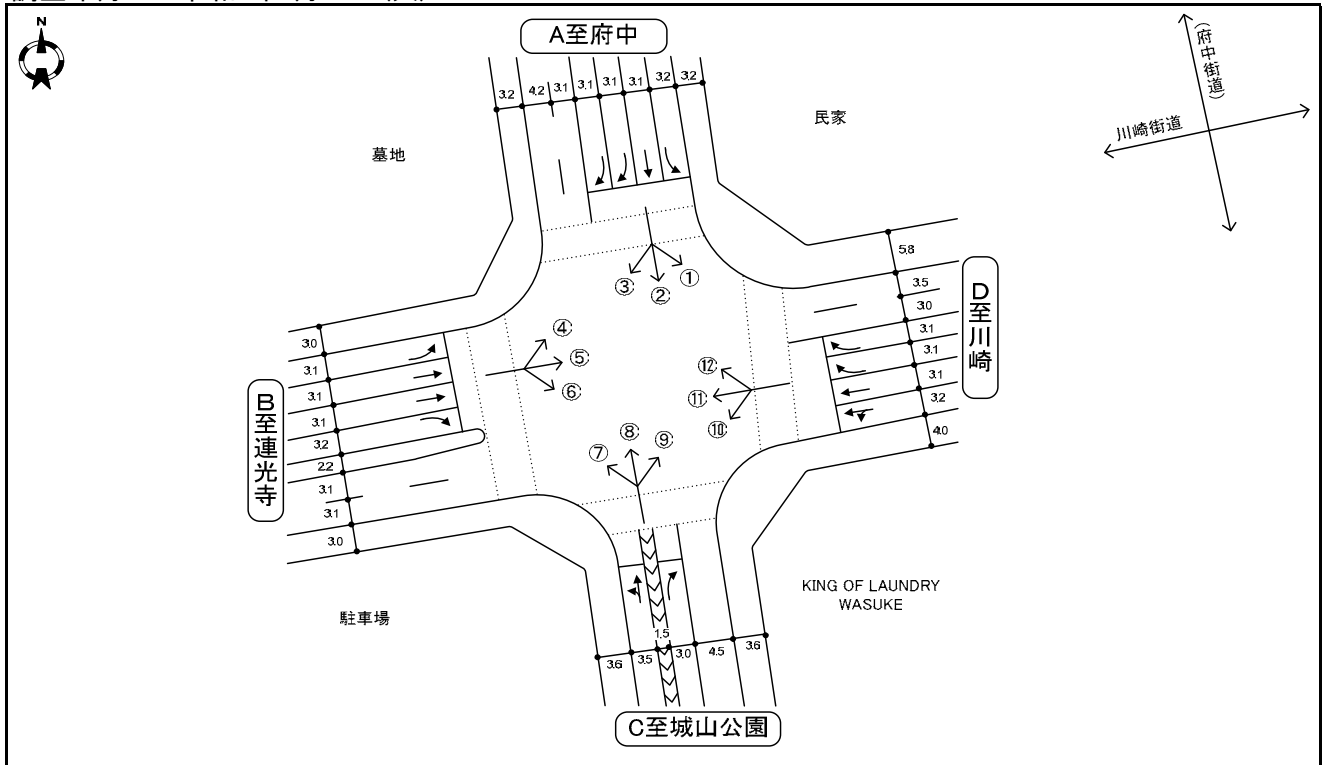 N
A至府中
3.2 4.2 3.1 3.1 3.1 3.1 3.2 3.2
墓地
民家
(府中街道)
川崎街道
① ② ③
④ ⑤ ⑥
⑦ ⑧ ⑨
⑩ ⑪ ⑫
B至連光寺
3.0
3.1
3.1
3.1
3.2
2.2
3.1
3.1
3.0
D至川崎
5.8
3.5
3.0
3.1
3.1
3.1
3.2
4.0
駐車場
KING OF LAUNDRY
WASUKE
1.5
3.6 3.5 3.0 4.5 3.6
C至城山公園